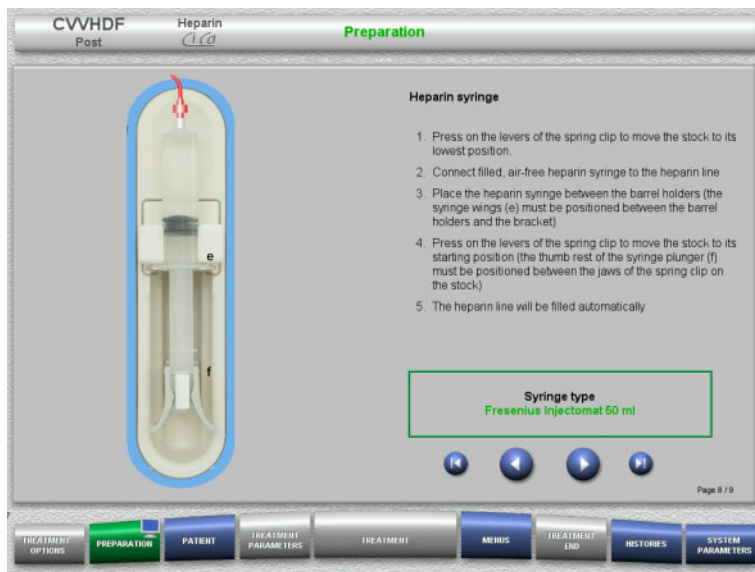 CVVHDF
Post
Heparin
CiCa
Preparation
Heparin syringe
1. Press on the levers of the spring clip to move the stock to its
lowest position.
2. Connect filled, air-free heparin syringe to the heparin line
3. Place the heparin syringe between the barrel holders (the
syringe wings (e) must be positioned between the barrel
holders and the bracket)
4. Press on the levers of the spring clip to move the stock to its
starting position (the thumb rest of the syringe plunger (f)
must be positioned between the jaws of the spring clip on
the stock)
5. The heparin line will be filled automatically
e
f
Syringe type
Fresenius Injectomat 50 ml
Page 8 / 9
TREATMENT
OPTIONS
PREPARATION
PATIENT
TREATMENT
PARAMETERS
TREATMENT
MENUS
TREATMENT
END
HISTORIES
SYSTEM
PARAMETERS